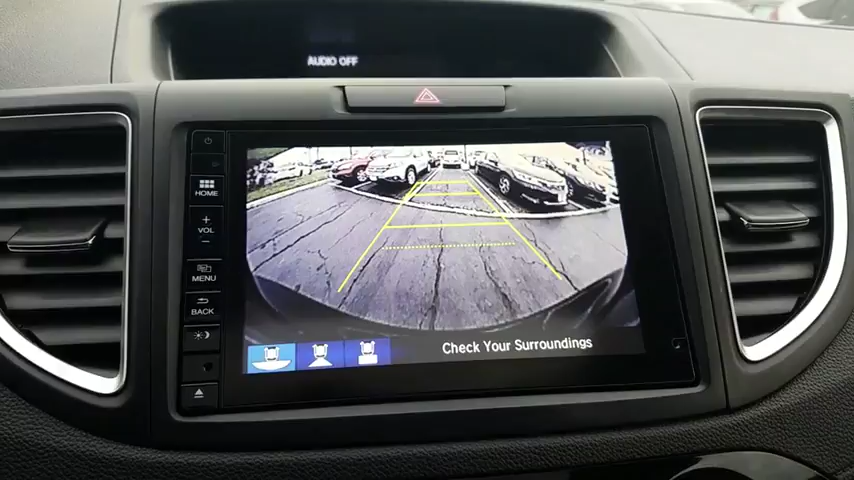 AUDIO OFF
HOME
+
VOL
−
MENU
BACK
Check Your Surroundings